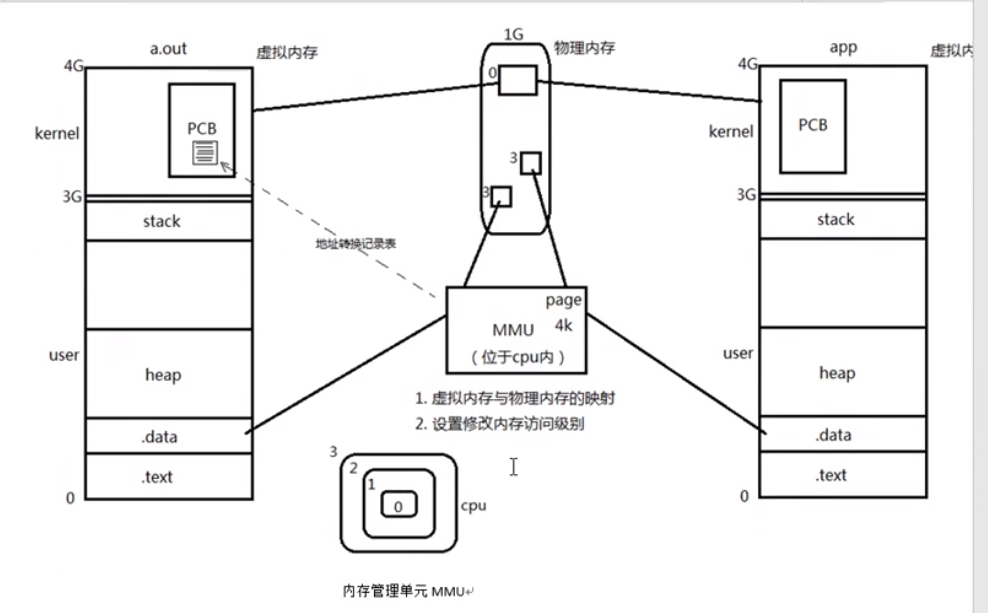 a.out
虚拟内存
4G
kernel
PCB
3G
stack
user
heap
.data
.text
0
1G
物理内存
0
3
3
地址转换记录表
page
4k
MMU
（位于cpu内）
1. 虚拟内存与物理内存的映射
2. 设置修改内存访问级别
3
2
1
0
cpu
app
虚拟内
4G
kernel
PCB
3G
stack
user
heap
.data
.text
0
内存管理单元 MMU